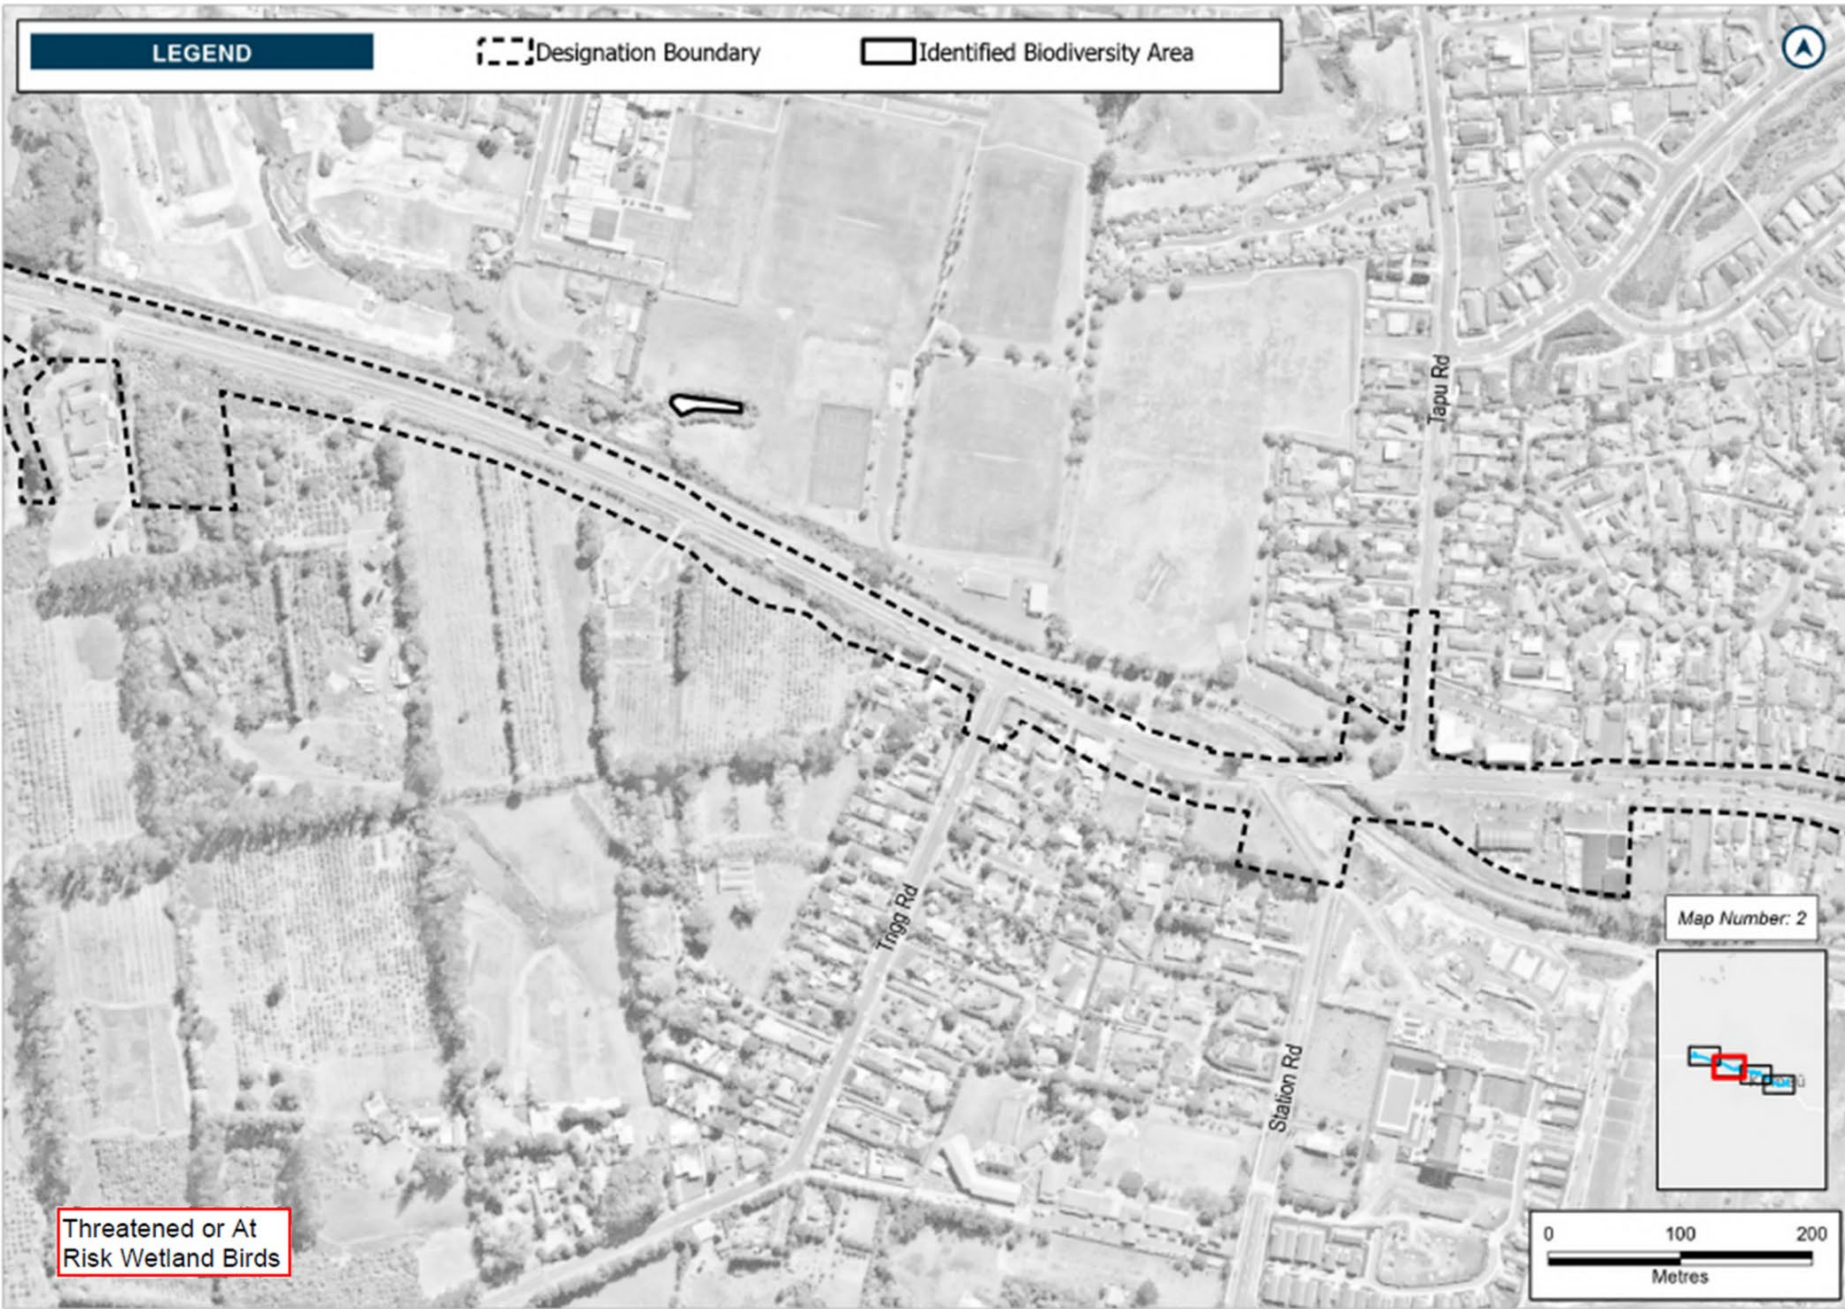 LEGEND
Designation Boundary
Identified Biodiversity Area
Tapu Rd
Trigg Rd
Station Rd
Map Number: 2
0 100 200
Metres
Threatened or At
Risk Wetland Birds